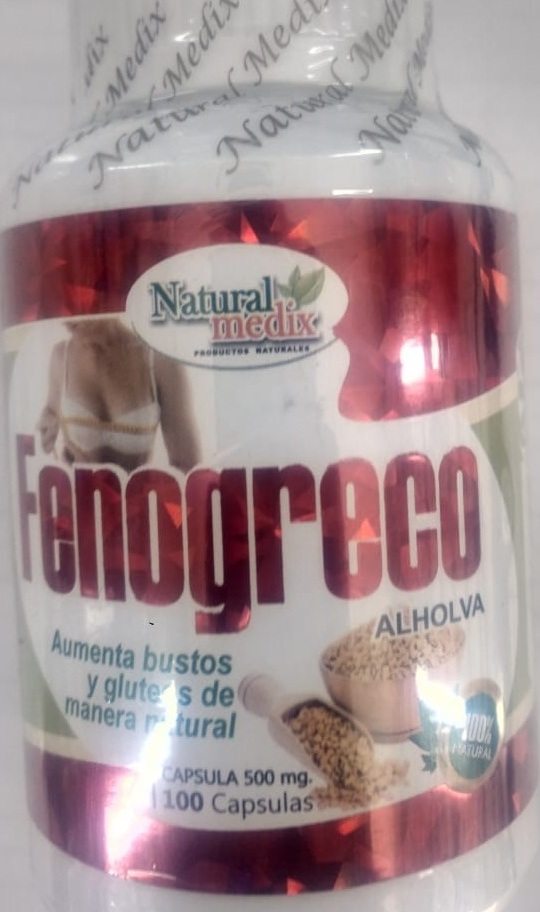 Natural Medix
Natural Medix
Natural Medix
Natural
medix
PRODUCTOS NATURALES
Fenogreco
ALHOLVA
Aumenta bustos
y gluteos de
manera natural
100%
NATURAL
CAPSULA 500 mg.
100 Capsulas